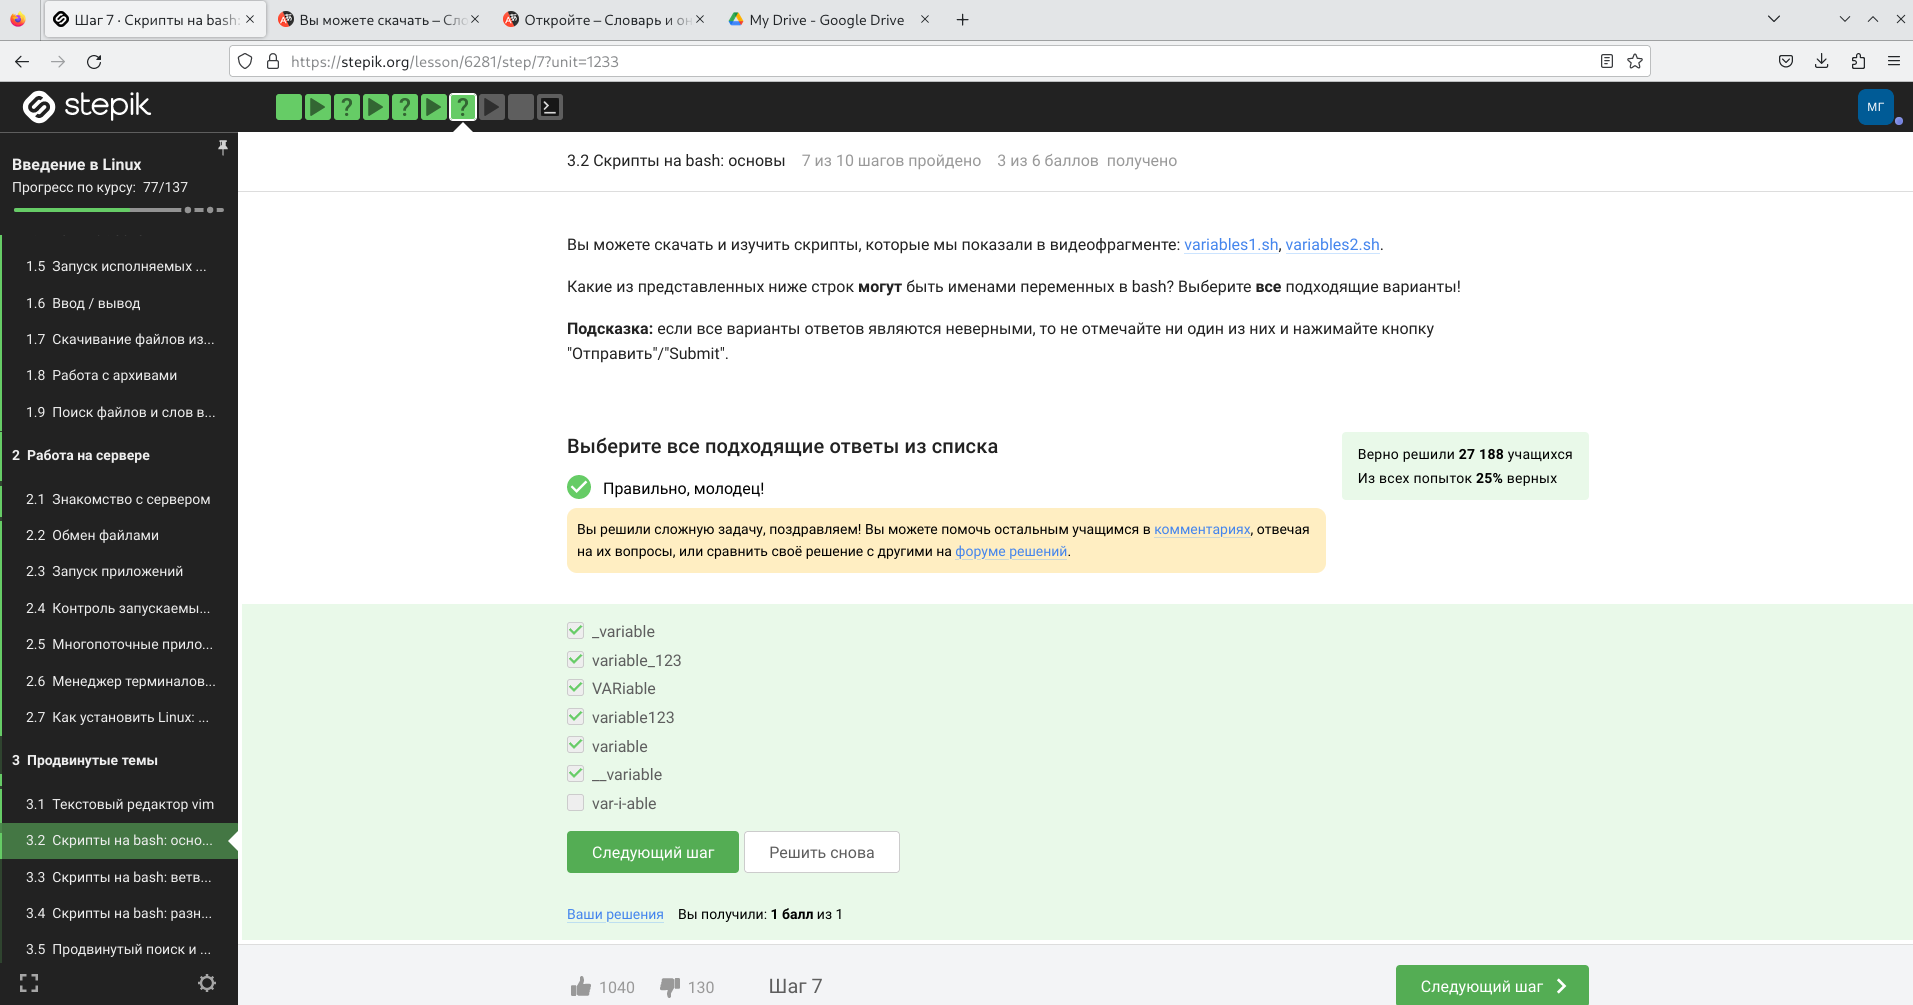 Шаг 7 · Скрипты на bash:
Вы можете скачать – Сло
Откройте – Словарь и он
My Drive - Google Drive
https://stepik.org/lesson/6281/step/7?unit=1233
stepik
МГ
Введение в Linux
Прогресс по курсу: 77/137
1.5 Запуск исполняемых ...
1.6 Ввод / вывод
1.7 Скачивание файлов из...
1.8 Работа с архивами
1.9 Поиск файлов и слов в...
2 Работа на сервере
2.1 Знакомство с сервером
2.2 Обмен файлами
2.3 Запуск приложений
2.4 Контроль запускаемы...
2.5 Многопоточные прило...
2.6 Менеджер терминалов...
2.7 Как установить Linux: ...
3 Продвинутые темы
3.1 Текстовый редактор vim
3.2 Скрипты на bash: осно...
3.3 Скрипты на bash: ветв...
3.4 Скрипты на bash: разн...
3.5 Продвинутый поиск и ...
3.2 Скрипты на bash: основы 7 из 10 шагов пройдено 3 из 6 баллов получено
Вы можете скачать и изучить скрипты, которые мы показали в видеофрагменте: variables1.sh, variables2.sh.
Какие из представленных ниже строк могут быть именами переменных в bash? Выберите все подходящие варианты!
Подсказка: если все варианты ответов являются неверными, то не отмечайте ни один из них и нажимайте кнопку
"Отправить"/"Submit".
Выберите все подходящие ответы из списка
Верно решили 27 188 учащихся
Из всех попыток 25% верных
Правильно, молодец!
Вы решили сложную задачу, поздравляем! Вы можете помочь остальным учащимся в комментариях, отвечая
на их вопросы, или сравнить своё решение с другими на форуме решений.
_variable
variable_123
VARiable
variable123
variable
__variable
var-i-able
Следующий шаг
Решить снова
Ваши решения Вы получили: 1 балл из 1
1040
130
Шаг 7
Следующий шаг